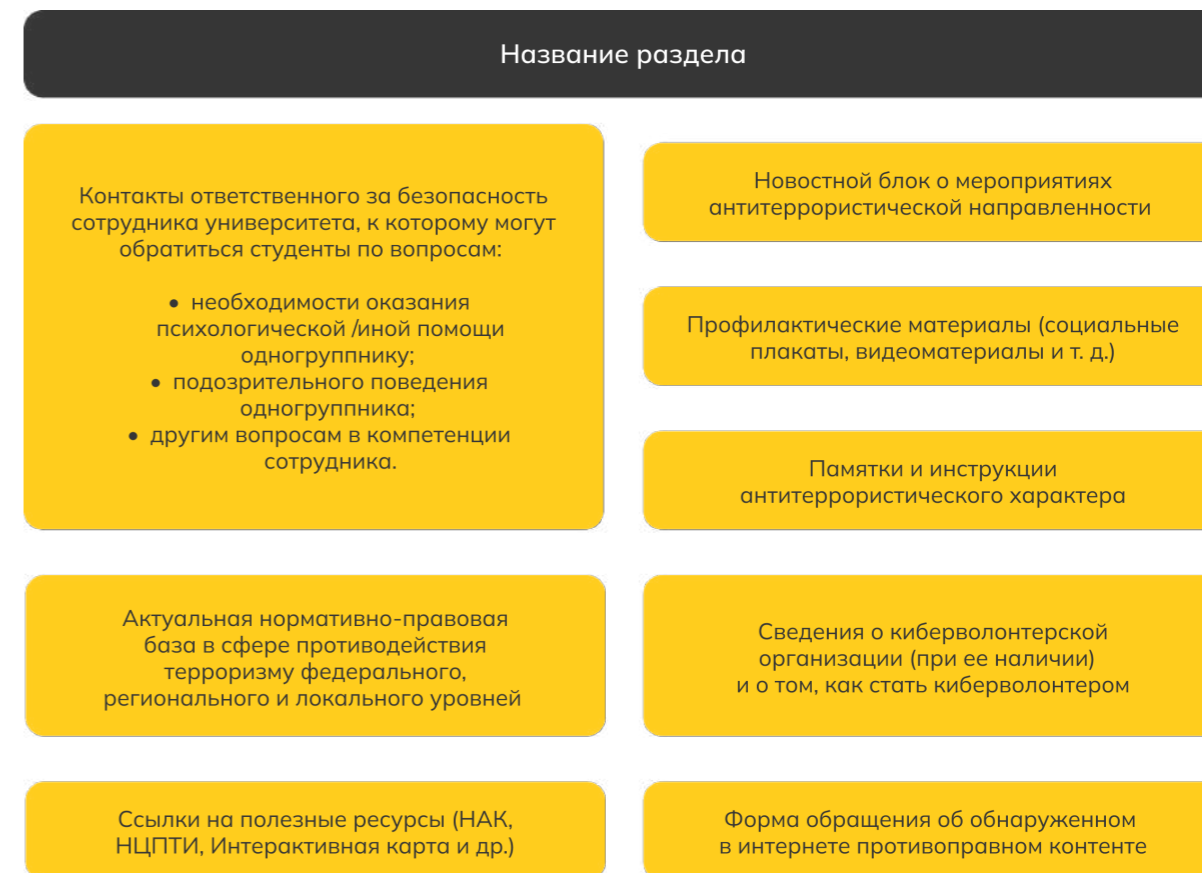 Название раздела
Контакты ответственного за безопасность
сотрудника университета, к которому могут
обратиться студенты по вопросам:
• необходимости оказания
психологической /иной помощи
одногруппнику;
• подозрительного поведения
одногруппника;
• другим вопросам в компетенции
сотрудника.
Новостной блок о мероприятиях
антитеррористической направленности
Профилактические материалы (социальные
плакаты, видеоматериалы и т. д.)
Памятки и инструкции
антитеррористического характера
Актуальная нормативно-правовая
база в сфере противодействия
терроризму федерального,
регионального и локального уровней
Сведения о киберволонтерской
организации (при ее наличии)
и о том, как стать киберволонтером
Ссылки на полезные ресурсы (НАК,
НЦПТИ, Интерактивная карта и др.)
Форма обращения об обнаруженном
в интернете противоправном контенте